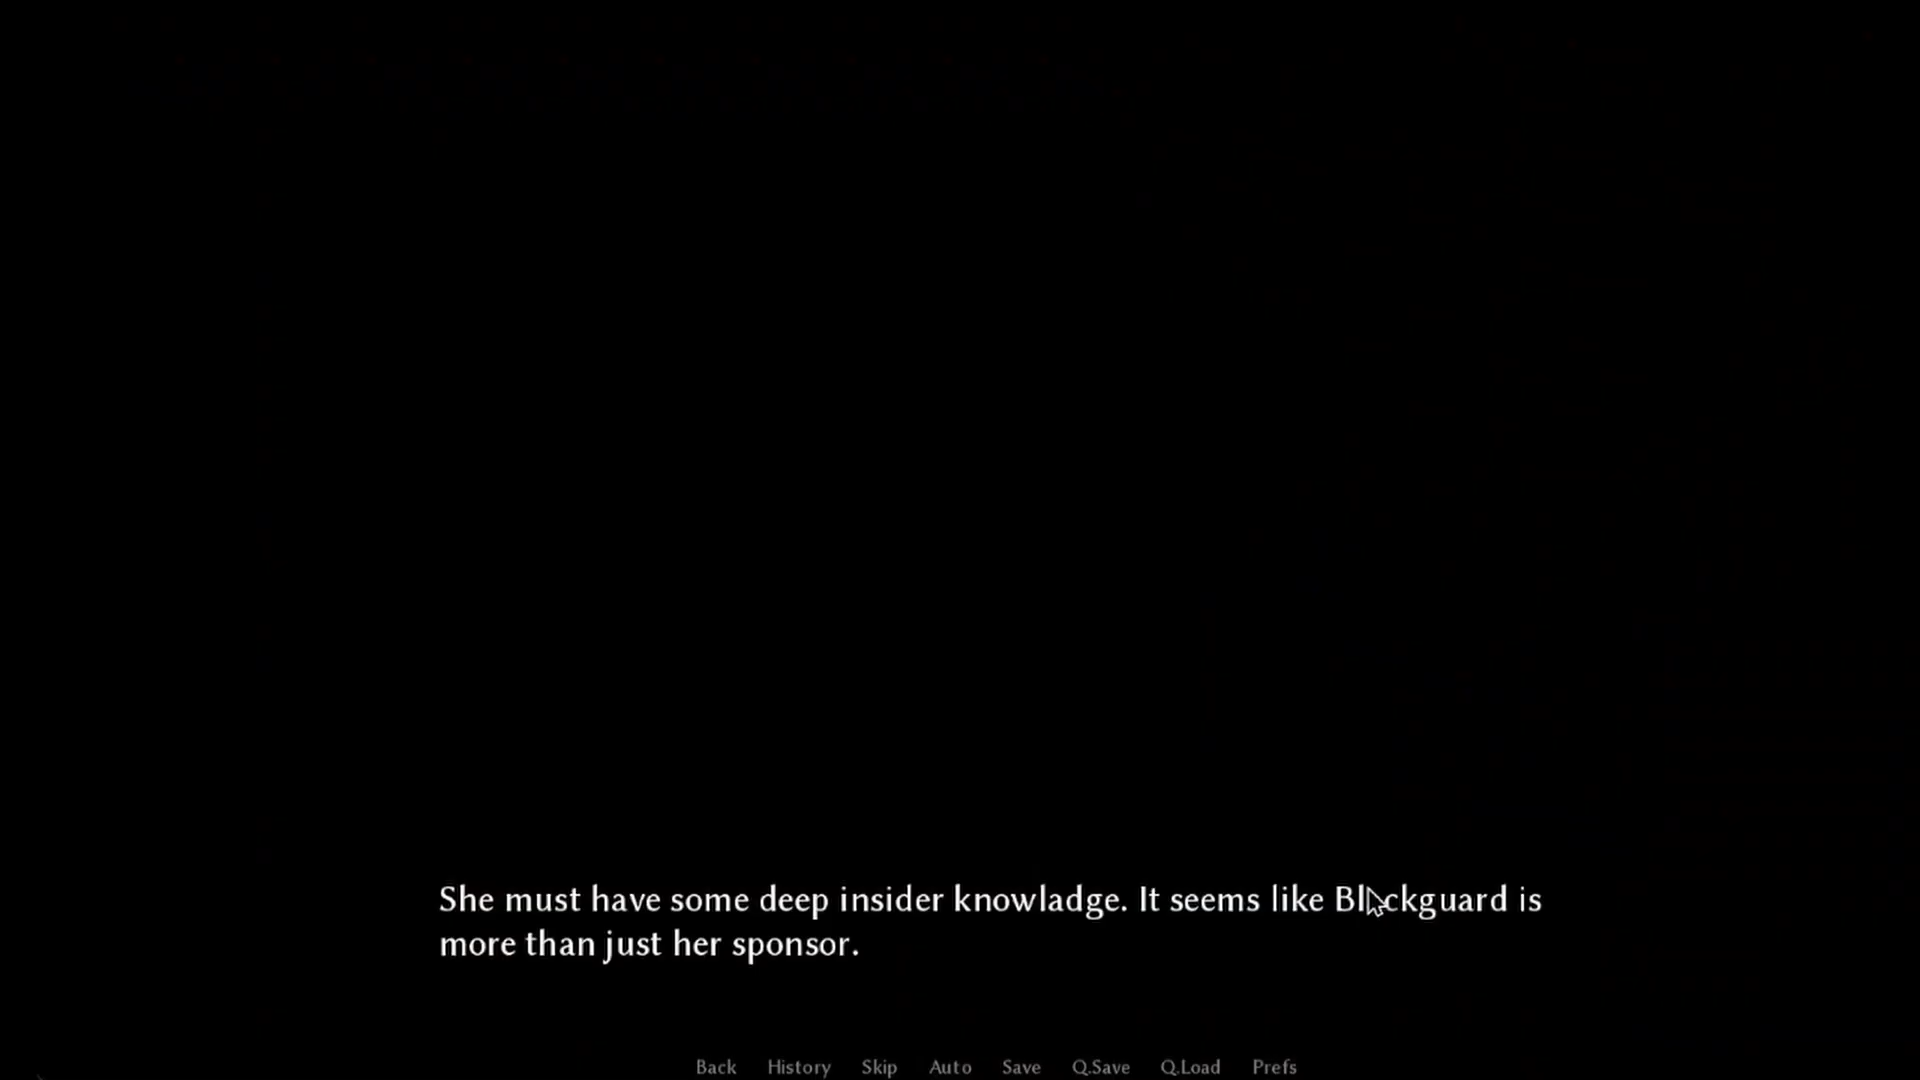 She must have some deep insider knowladge. It seems like Blackguard is
more than just her sponsor.
Back History Skip Auto Save Q.Save Q.Load Prefs